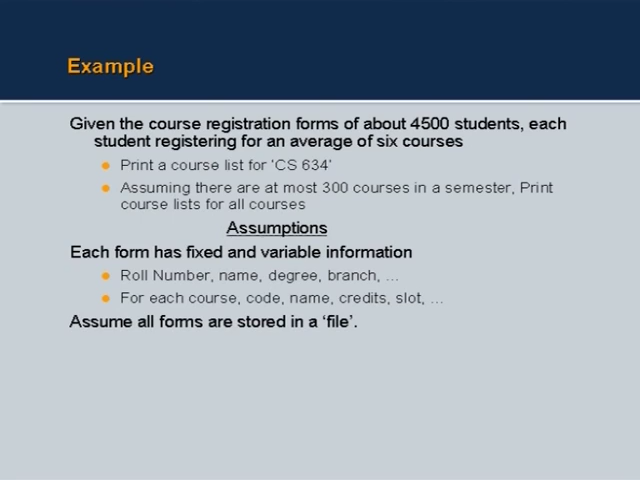 Example
Given the course registration forms of about 4500 students, each
student registering for an average of six courses
Print a course list for 'CS 634'
Assuming there are at most 300 courses in a semester, Print
course lists for all courses
Assumptions
Each form has fixed and variable information
Roll Number, name, degree, branch, ...
For each course, code, name, credits, slot, ...
Assume all forms are stored in a ‘file’.